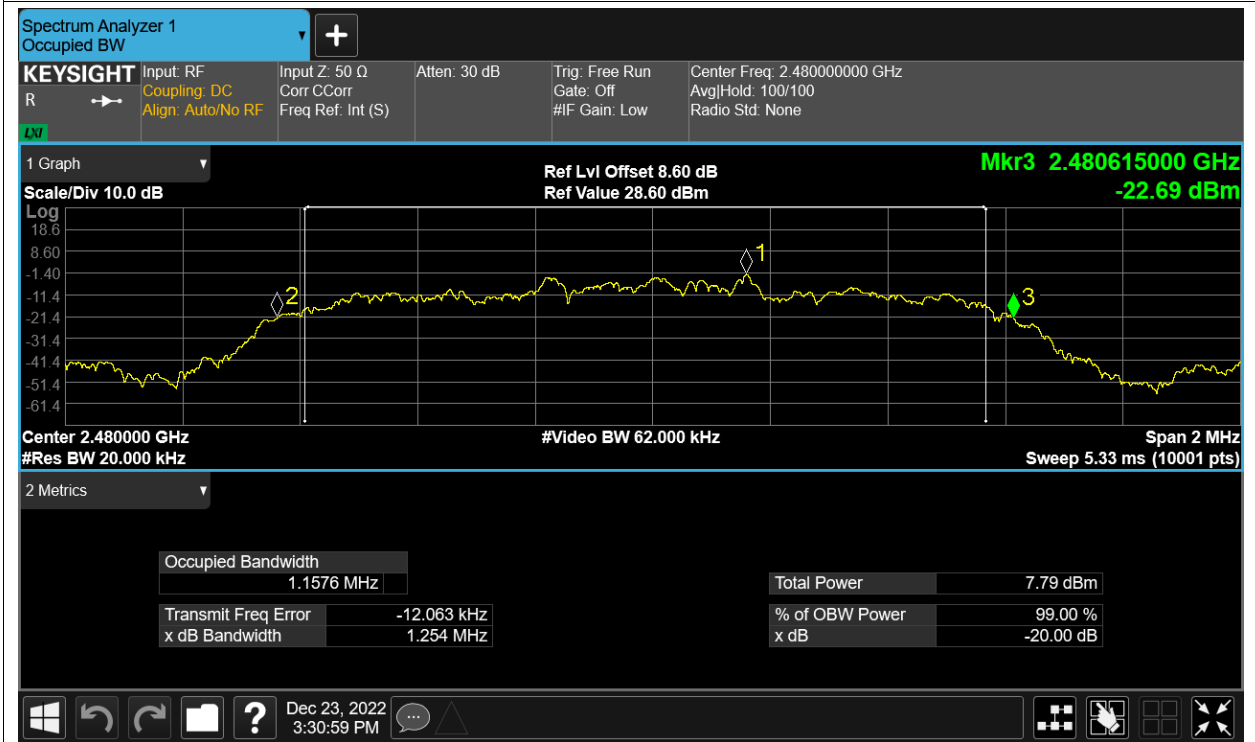 Spectrum Analyzer 1
Occupied BW
KEYSIGHT Input: RF Input Z: 50 Ω Atten: 30 dB Trig: Free Run Center Freq: 2.480000000 GHz
R Coupling: DC Corr CCorr Gate: Off Avg|Hold: 100/100
Align: Auto/No RF Freq Ref: Int (S) #IF Gain: Low Radio Std: None
LXI
1 Graph Ref Lvl Offset 8.60 dB Mkr3 2.480615000 GHz
Scale/Div 10.0 dB Ref Value 28.60 dBm -22.69 dBm
Log
18.6
8.60 1
-1.40
-11.4 2 3
-21.4
-31.4
-41.4
-51.4
-61.4
Center 2.480000 GHz #Video BW 62.000 kHz Span 2 MHz
#Res BW 20.000 kHz Sweep 5.33 ms (10001 pts)
2 Metrics
Occupied Bandwidth
1.1576 MHz Total Power 7.79 dBm
Transmit Freq Error -12.063 kHz % of OBW Power 99.00 %
x dB Bandwidth 1.254 MHz x dB -20.00 dB
? Dec 23, 2022
3:30:59 PM